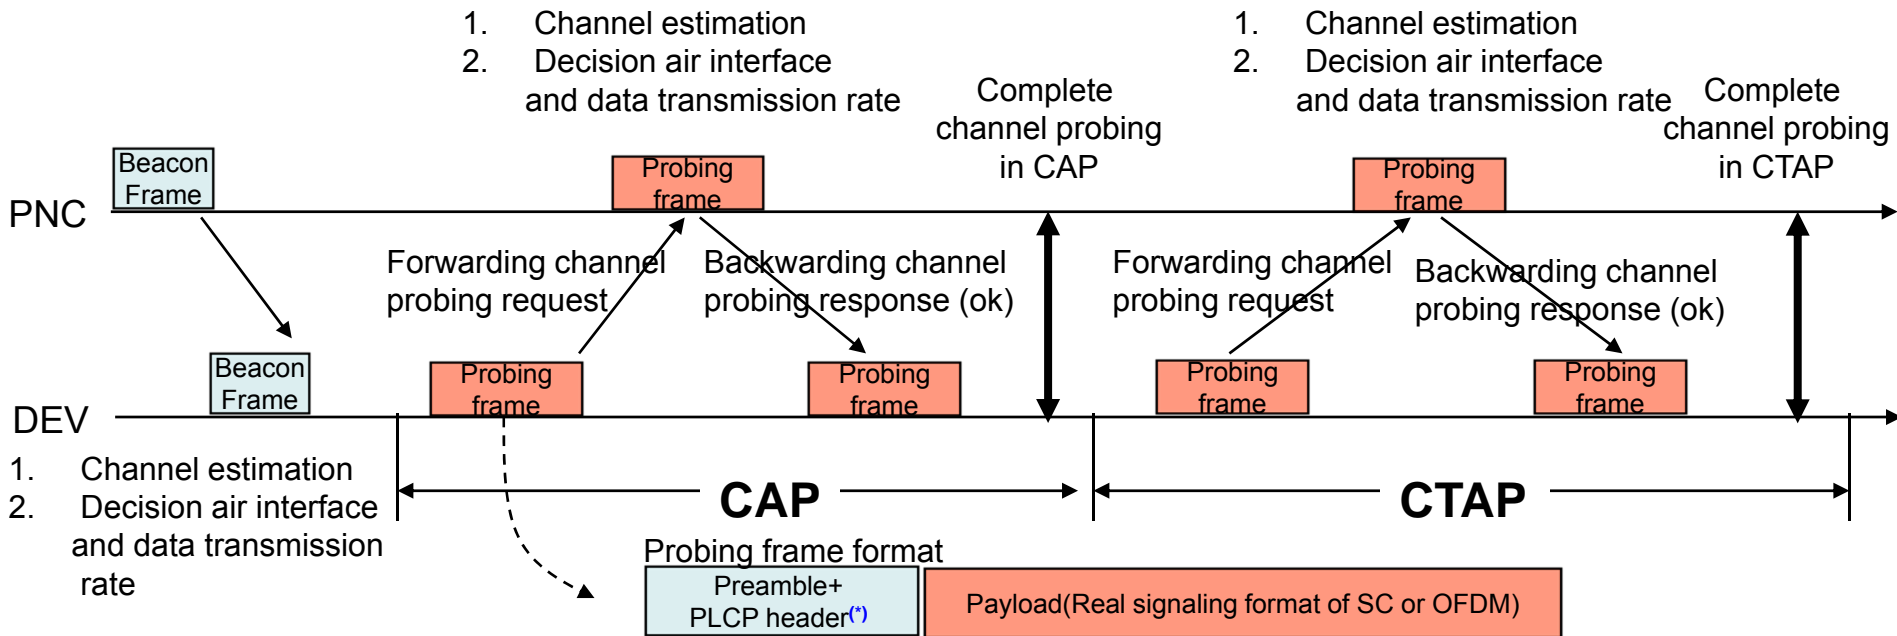 1. Channel estimation
2. Decision air interface
and data transmission rate
Complete
channel probing
in CAP
1. Channel estimation
2. Decision air interface
and data transmission rate
Complete
channel probing
in CTAP
Beacon
Frame
Probing
frame
Probing
frame
PNC
Forwarding channel
probing request
Backwarding channel
probing response (ok)
Forwarding channel
probing request
Backwarding channel
probing response (ok)
Beacon
Frame
Probing
frame
Probing
frame
Probing
frame
Probing
frame
DEV
1. Channel estimation
2. Decision air interface
and data transmission
rate
CAP
CTAP
Probing frame format
Preamble+
PLCP header(*)
Payload(Real signaling format of SC or OFDM)